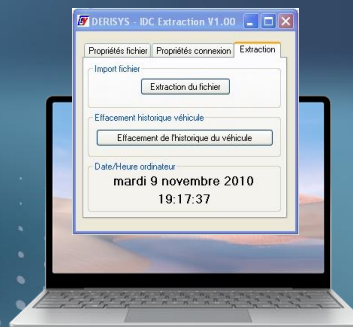 DERISYS - IDC Extraction V1.00
Propriétés fichier Propriétés connexion Extraction
Import fichier
Extraction du fichier
Effacement historique véhicule
Effacement de l'historique du véhicule
Date/Heure ordinateur
mardi 9 novembre 2010
19:17:37